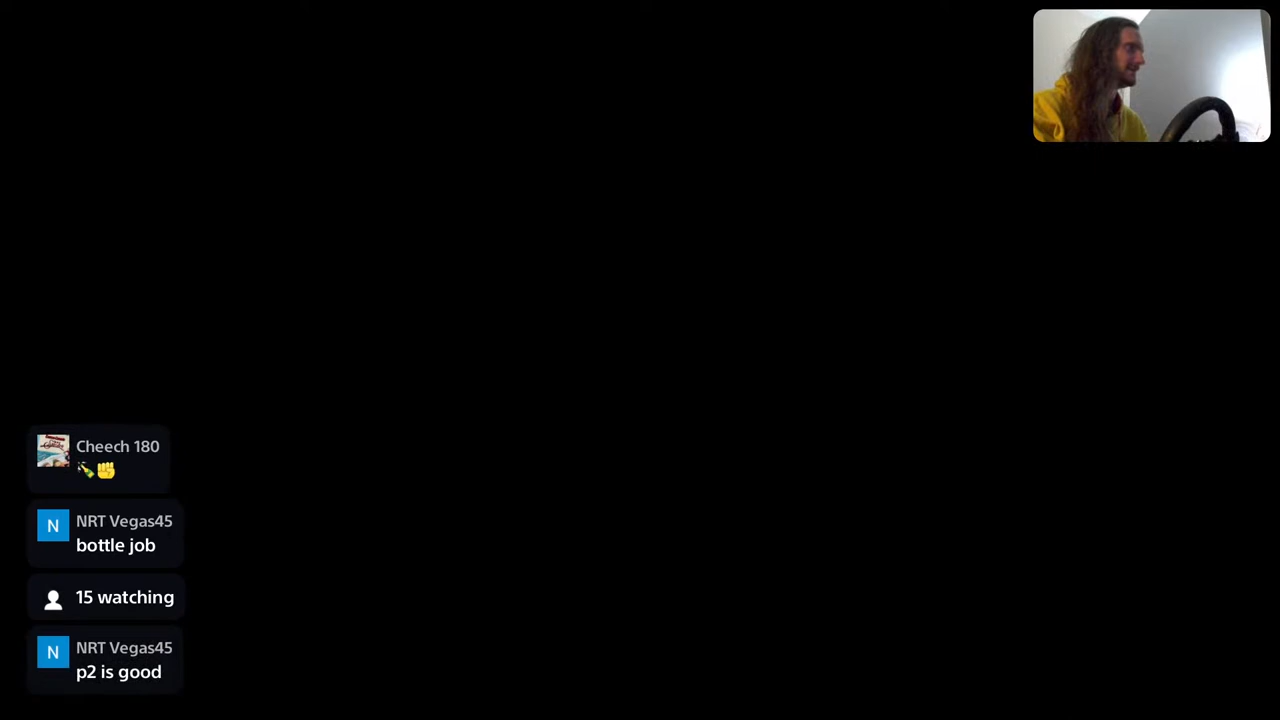 Cheech 180
🍾✊
N
NRT Vegas45
bottle job
15 watching
N
NRT Vegas45
p2 is good